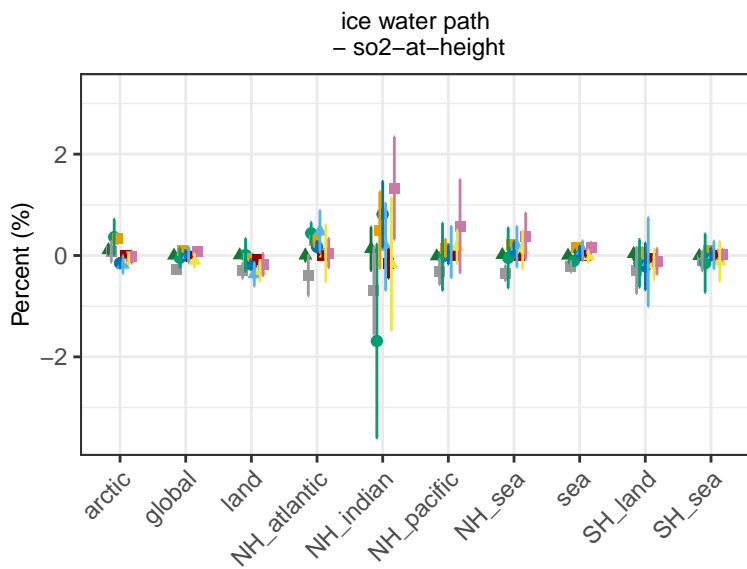 ice water path
− so2−at−height
Percent (%)
2
0
−2
arctic
global
land
NH_atlantic
NH_indian
NH_pacific
NH_sea
sea
SH_land
SH_sea